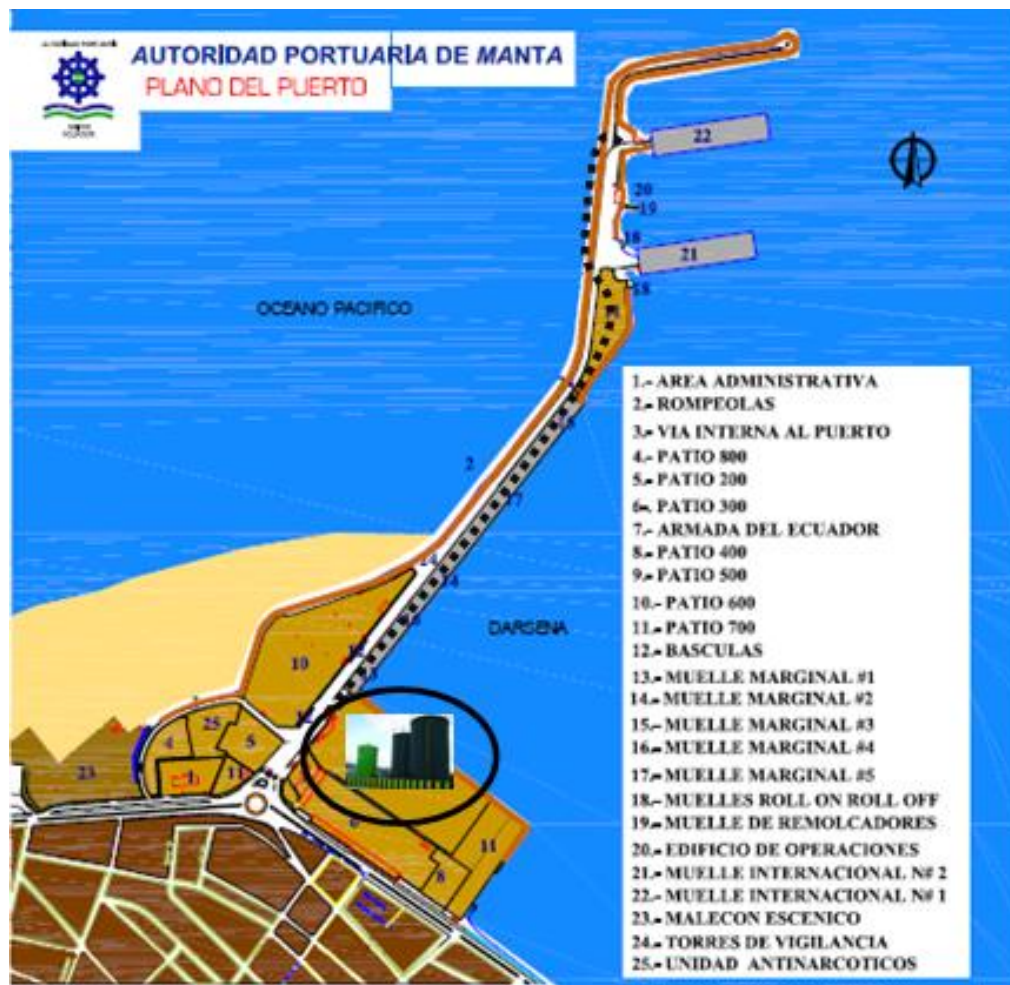 AUTORIDAD PORTUARIA DE MANTA
PLANO DEL PUERTO
22
20
19
18
21
18
OCEANO PACIFICO
2
17
DARSENA
10
25
4
5
23
1
11
6
11
8
1.- AREA ADMINISTRATIVA
2.- ROMPEOLAS
3.- VIA INTERNA AL PUERTO
4.- PATIO 800
5.- PATIO 200
6-. PATIO 300
7.- ARMADA DEL ECUADOR
8.- PATIO 400
9.- PATIO 500
10.- PATIO 600
11.- PATIO 700
12.- BASCULAS
13.- MUELLE MARGINAL #1
14.- MUELLE MARGINAL #2
15.- MUELLE MARGINAL #3
16.- MUELLE MARGINAL #4
17.- MUELLE MARGINAL #5
18.- MUELLES ROLL ON ROLL OFF
19.- MUELLE DE REMOLCADORES
20.- EDIFICIO DE OPERACIONES
21.- MUELLE INTERNACIONAL N# 2
22.- MUELLE INTERNACIONAL N# 1
23.- MALECON ESCENICO
24.- TORRES DE VIGILANCIA
25.- UNIDAD ANTINARCOTICOS